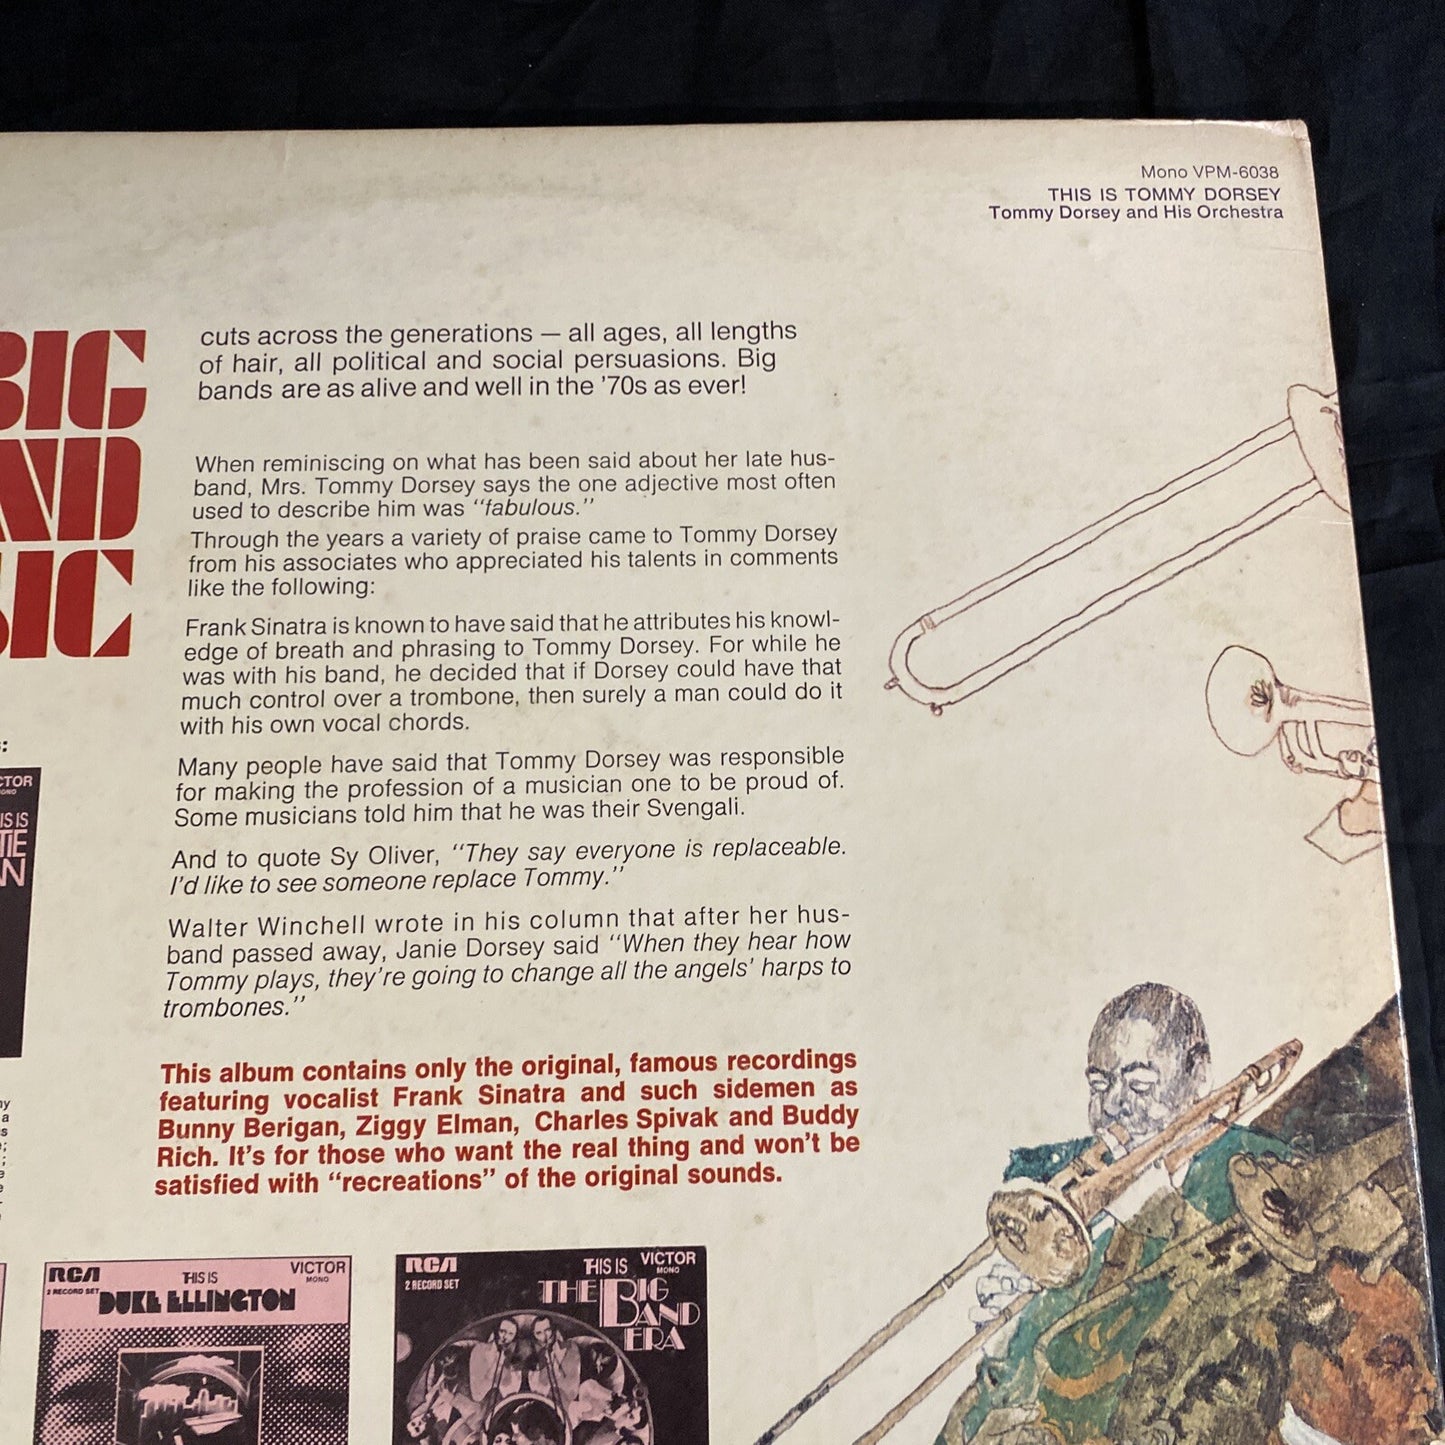 Mono VPM-6038
THIS IS TOMMY DORSEY
Tommy Dorsey and His Orchestra
BIG
ND
SIC
cuts across the generations — all ages, all lengths
of hair, all political and social persuasions. Big
bands are as alive and well in the '70s as ever!
When reminiscing on what has been said about her late hus-
band, Mrs. Tommy Dorsey says the one adjective most often
used to describe him was "fabulous."
Through the years a variety of praise came to Tommy Dorsey
from his associates who appreciated his talents in comments
like the following:
Frank Sinatra is known to have said that he attributes his knowl-
edge of breath and phrasing to Tommy Dorsey. For while he
was with his band, he decided that if Dorsey could have that
much control over a trombone, then surely a man could do it
with his own vocal chords.
Many people have said that Tommy Dorsey was responsible
for making the profession of a musician one to be proud of.
Some musicians told him that he was their Svengali.
And to quote Sy Oliver, "They say everyone is replaceable.
I'd like to see someone replace Tommy."
Walter Winchell wrote in his column that after her hus-
band passed away, Janie Dorsey said "When they hear how
Tommy plays, they're going to change all the angels' harps to
trombones."
This album contains only the original, famous recordings
featuring vocalist Frank Sinatra and such sidemen as
Bunny Berigan, Ziggy Elman, Charles Spivak and Buddy
Rich. It's for those who want the real thing and won't be
satisfied with "recreations" of the original sounds.
RCA
2 RECORD SET
THIS IS
DUKE ELLINGTON
VICTOR
MONO
RCA
2 RECORD SET
THIS IS
THE BIG
BAND
ERA
VICTOR
MONO